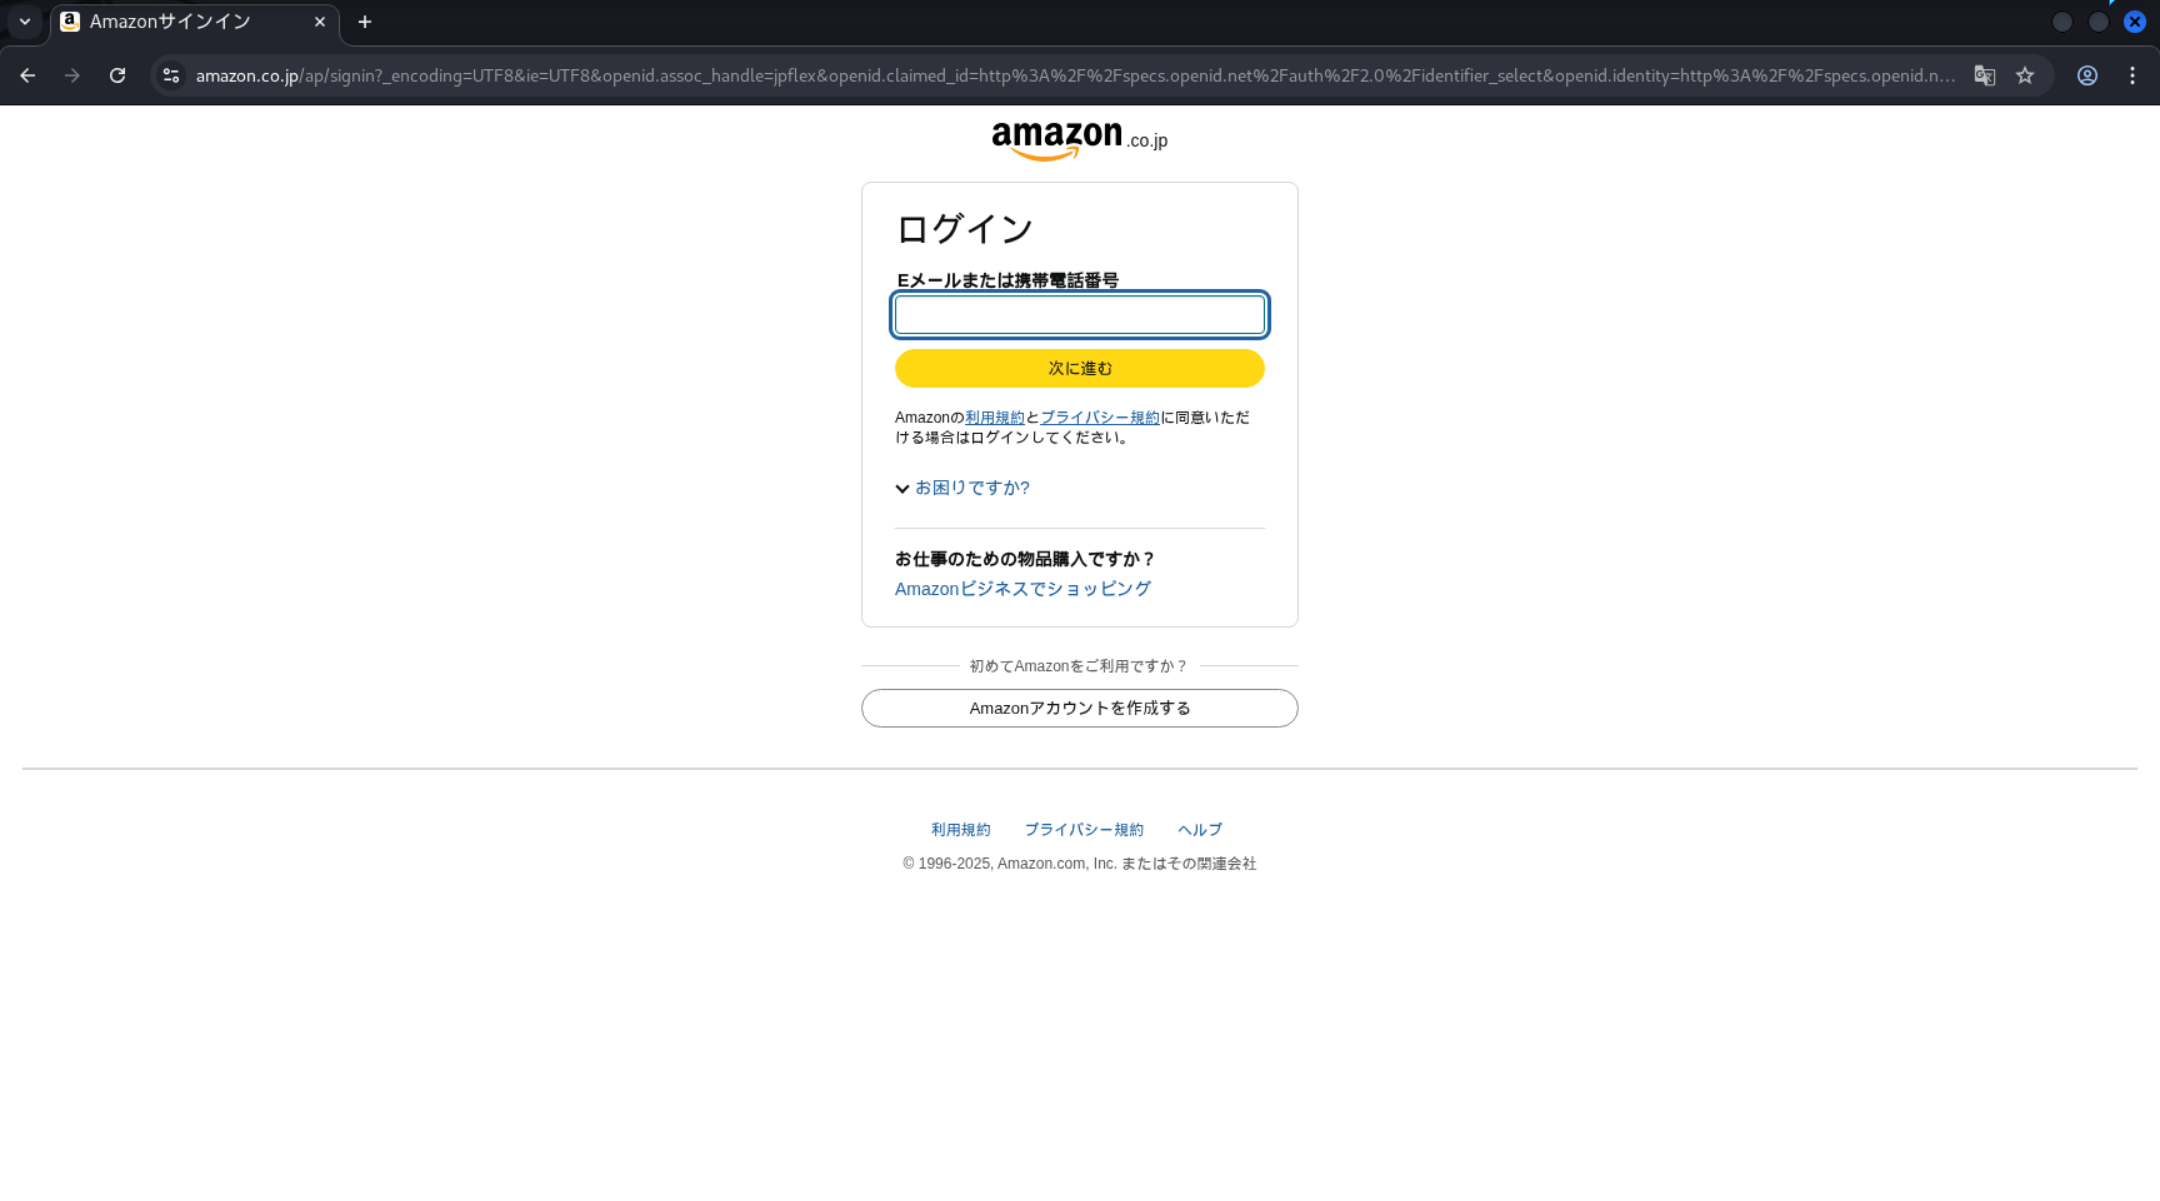 Amazonサインイン
amazon.co.jp/ap/signin?_encoding=UTF8&ie=UTF8&openid.assoc_handle=jpflex&openid.claimed_id=http%3A%2F%2Fspecs.openid.net%2Fauth%2F2.0%2Fidentifier_select&openid.identity=http%3A%2F%2Fspecs.openid.n...
amazon.co.jp
ログイン
Eメールまたは携帯電話番号
次に進む
Amazonの利用規約とプライバシー規約に同意いただ
ける場合はログインしてください。
お困りですか?
お仕事のための物品購入ですか？
Amazonビジネスでショッピング
初めてAmazonをご利用ですか？
Amazonアカウントを作成する
利用規約 プライバシー規約 ヘルプ
© 1996-2025, Amazon.com, Inc. またはその関連会社